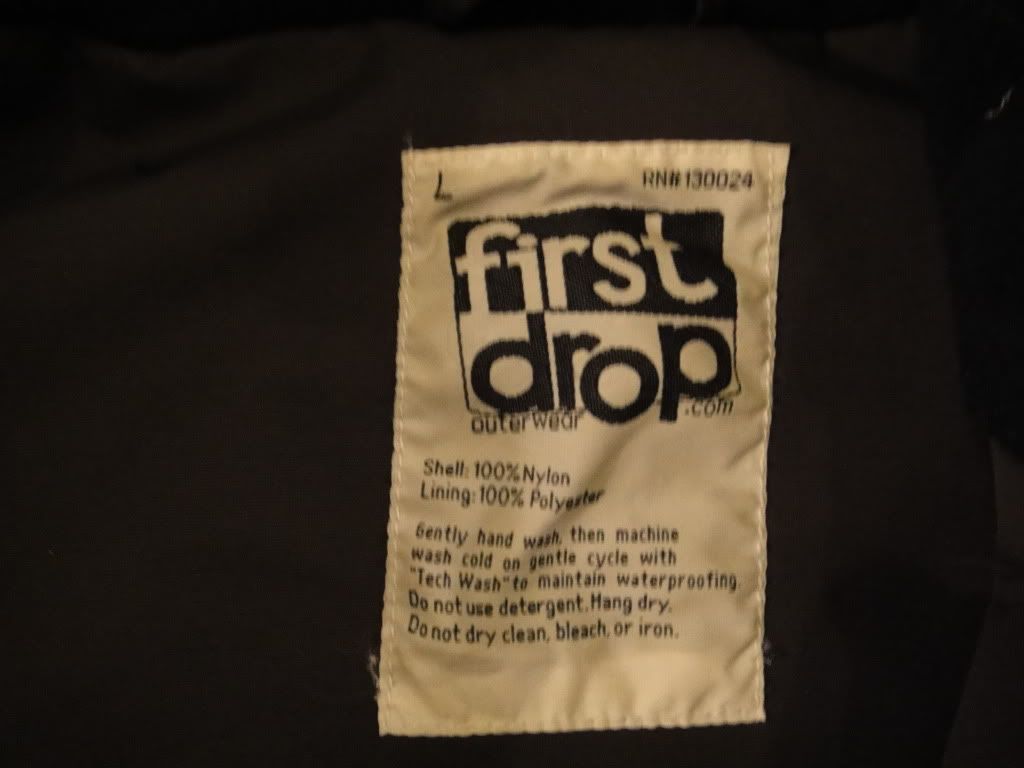 L RN# 130024
first
drop
outerwear .com
Shell: 100% Nylon
Lining: 100% Polyester
Gently hand wash, then machine
wash cold on gentle cycle with
"Tech Wash" to maintain waterproofing.
Do not use detergent. Hang dry.
Do not dry clean, bleach, or iron.